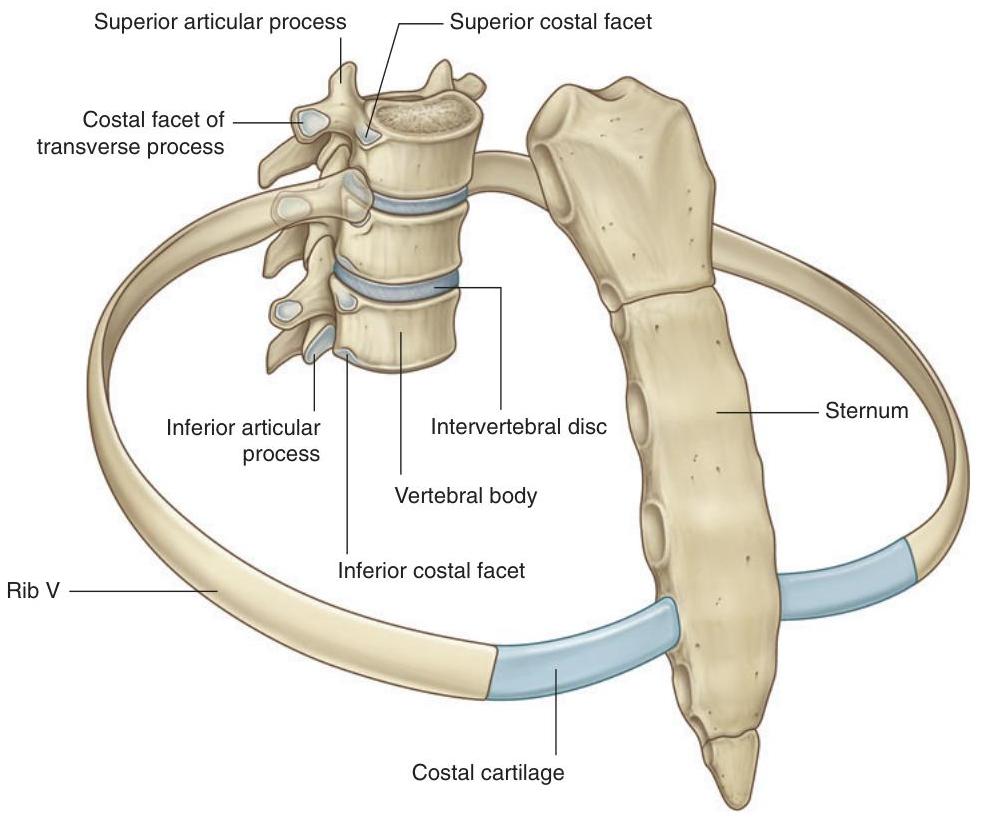 Superior articular process
Superior costal facet
Costal facet of
transverse process
Inferior articular
process
Intervertebral disc
Sternum
Vertebral body
Inferior costal facet
Rib V
Costal cartilage